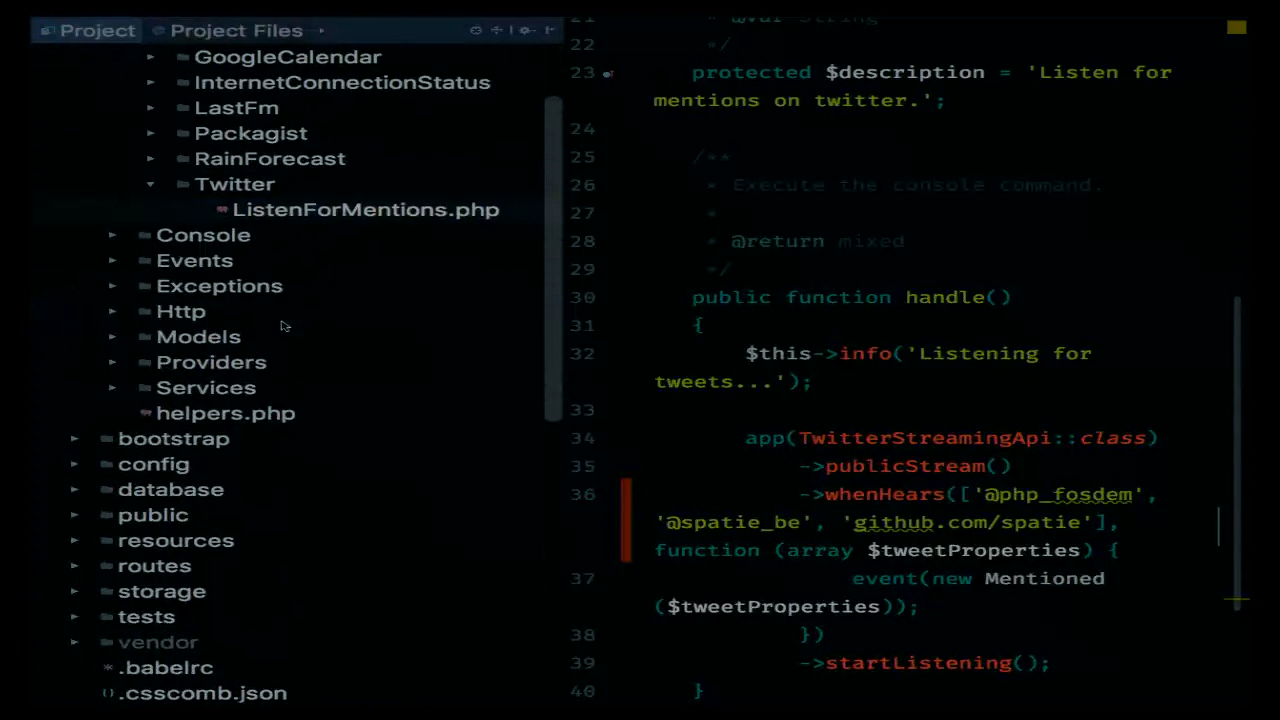 Project
Project Files
GoogleCalendar
InternetConnectionStatus
LastFm
Packagist
RainForecast
Twitter
ListenForMentions.php
Console
Events
Exceptions
Http
Models
Providers
Services
helpers.php
bootstrap
config
database
public
resources
routes
storage
tests
vendor
.babelrc
.csscomb.json
21 * @var string
22 */
23 protected $description = 'Listen for
mentions on twitter.';
24
25 /**
26 * Execute the console command.
27 *
28 * @return mixed
29 */
30 public function handle()
31 {
32 $this->info('Listening for
tweets...');
33
34 app(TwitterStreamingApi::class)
35 ->publicStream()
36 ->whenHears(['@php_fosdem',
'@spatie_be', 'github.com/spatie'],
function (array $tweetProperties) {
37 event(new Mentioned
($tweetProperties));
38 })
39 ->startListening();
40 }